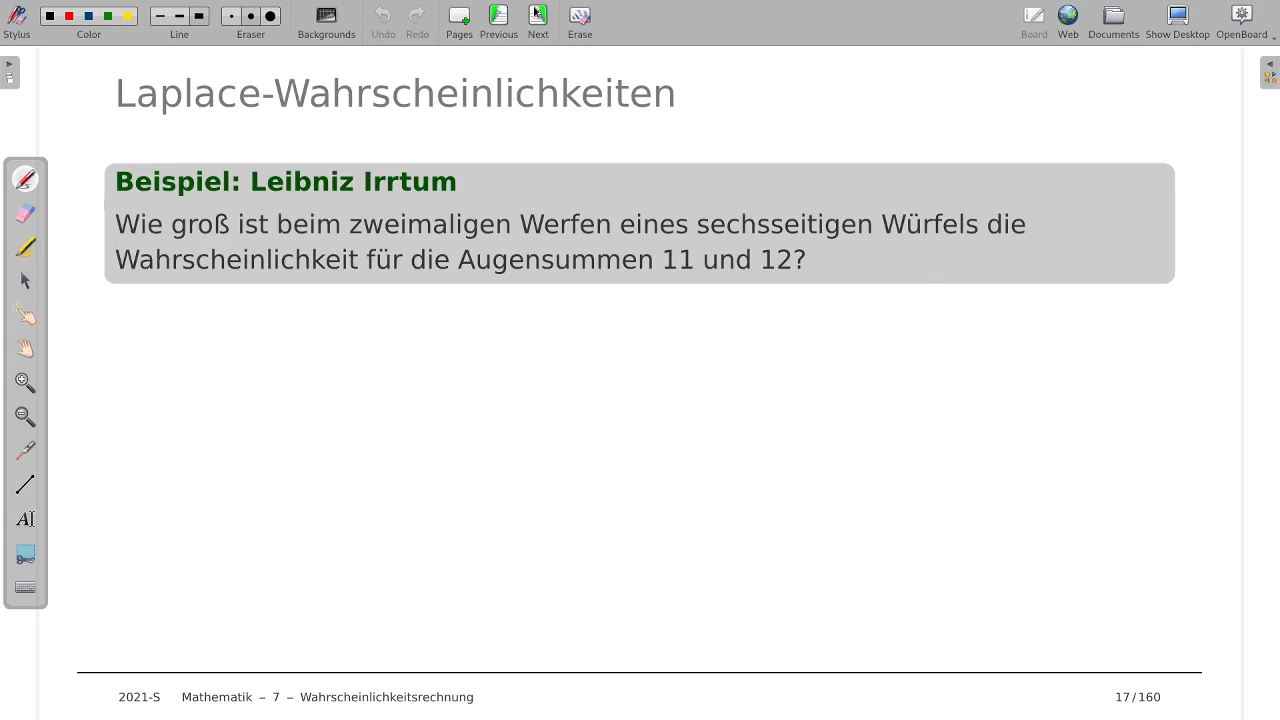 Stylus
Color
Line
Eraser
Backgrounds
Undo
Redo
Pages
Previous
Next
Erase
Board
Web
Documents
Show Desktop
OpenBoard
Laplace-Wahrscheinlichkeiten
Beispiel: Leibniz Irrtum
Wie groß ist beim zweimaligen Werfen eines sechsseitigen Würfels die
Wahrscheinlichkeit für die Augensummen 11 und 12?
AI
2021-S Mathematik – 7 – Wahrscheinlichkeitsrechnung 17/160